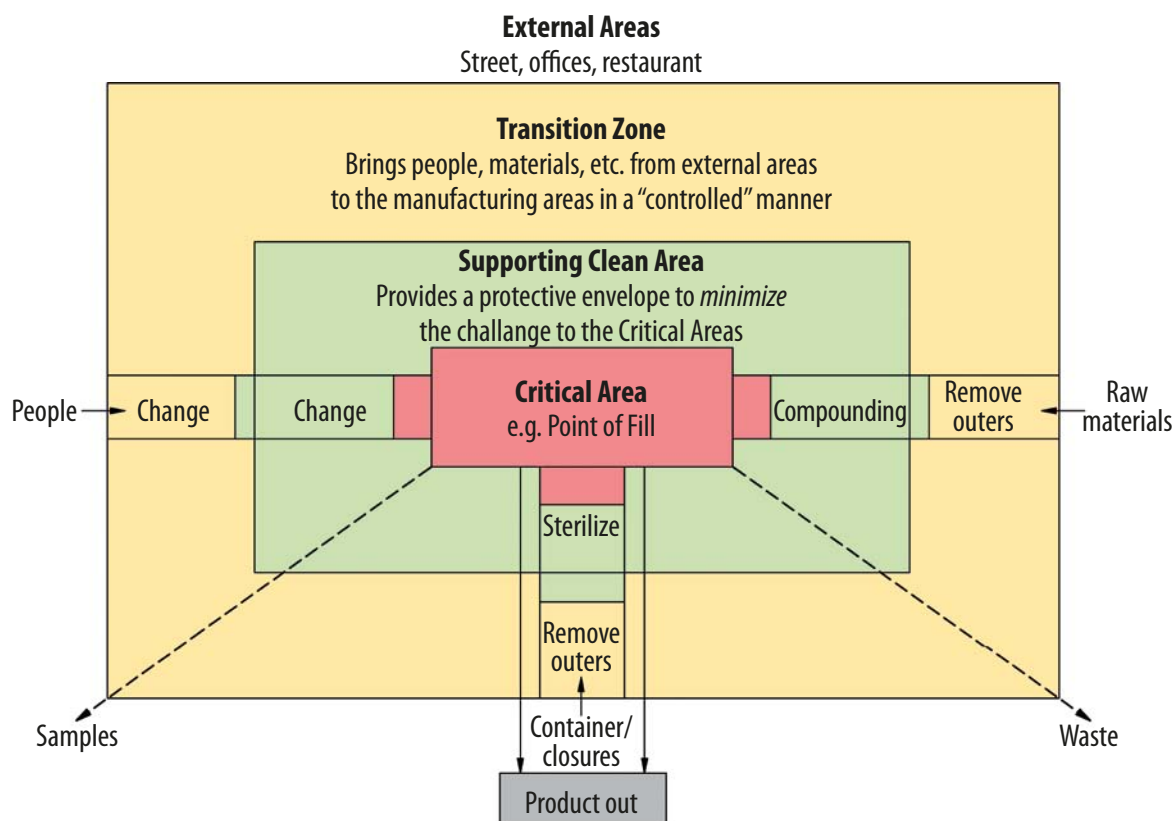 External Areas
Street, offices, restaurant
Transition Zone
Brings people, materials, etc. from external areas
to the manufacturing areas in a “controlled” manner
Supporting Clean Area
Provides a protective envelope to minimize
the challange to the Critical Areas
Critical Area
e.g. Point of Fill
People
Change
Change
Compounding
Remove
outers
Raw
materials
Sterilize
Remove
outers
Samples
Container/
closures
Waste
Product out